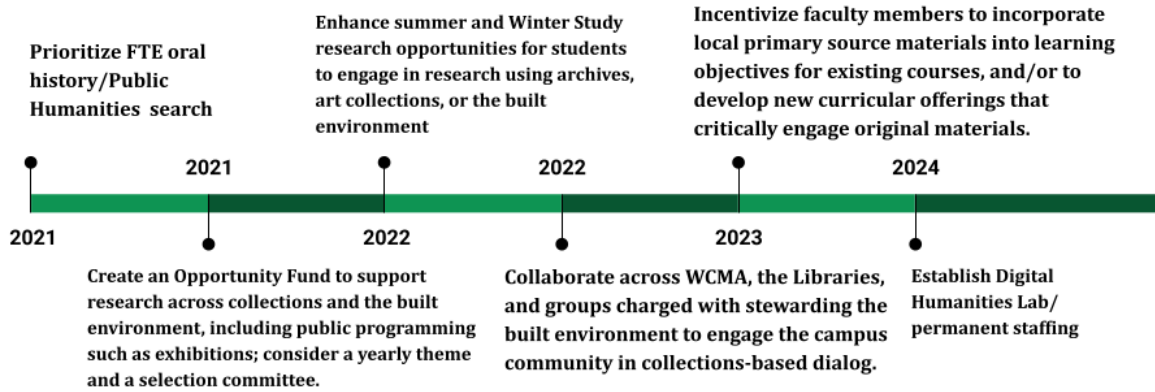 Prioritize FTE oral
history/Public
Humanities search
Enhance summer and Winter Study
research opportunities for students
to engage in research using archives,
art collections, or the built
environment
Incentivize faculty members to incorporate
local primary source materials into learning
objectives for existing courses, and/or to
develop new curricular offerings that
critically engage original materials.
2021
2022
2024
2021
2022
2023
Create an Opportunity Fund to support
research across collections and the built
environment, including public programming
such as exhibitions; consider a yearly theme
and a selection committee.
Collaborate across WCMA, the Libraries,
and groups charged with stewarding the
built environment to engage the campus
community in collections-based dialog.
Establish Digital
Humanities Lab/
permanent staffing